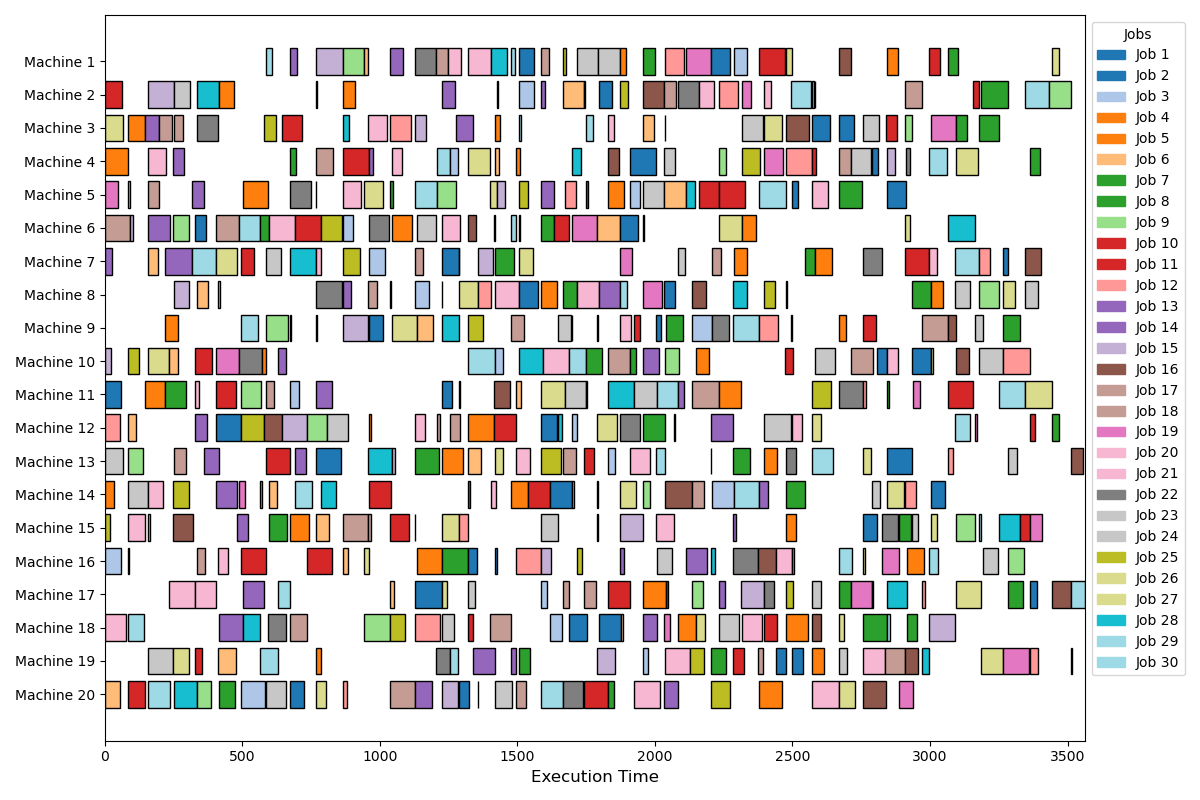 Machine 1
Machine 2
Machine 3
Machine 4
Machine 5
Machine 6
Machine 7
Machine 8
Machine 9
Machine 10
Machine 11
Machine 12
Machine 13
Machine 14
Machine 15
Machine 16
Machine 17
Machine 18
Machine 19
Machine 20
0 500 1000 1500 2000 2500 3000 3500
Execution Time
Jobs
Job 1
Job 2
Job 3
Job 4
Job 5
Job 6
Job 7
Job 8
Job 9
Job 10
Job 11
Job 12
Job 13
Job 14
Job 15
Job 16
Job 17
Job 18
Job 19
Job 20
Job 21
Job 22
Job 23
Job 24
Job 25
Job 26
Job 27
Job 28
Job 29
Job 30